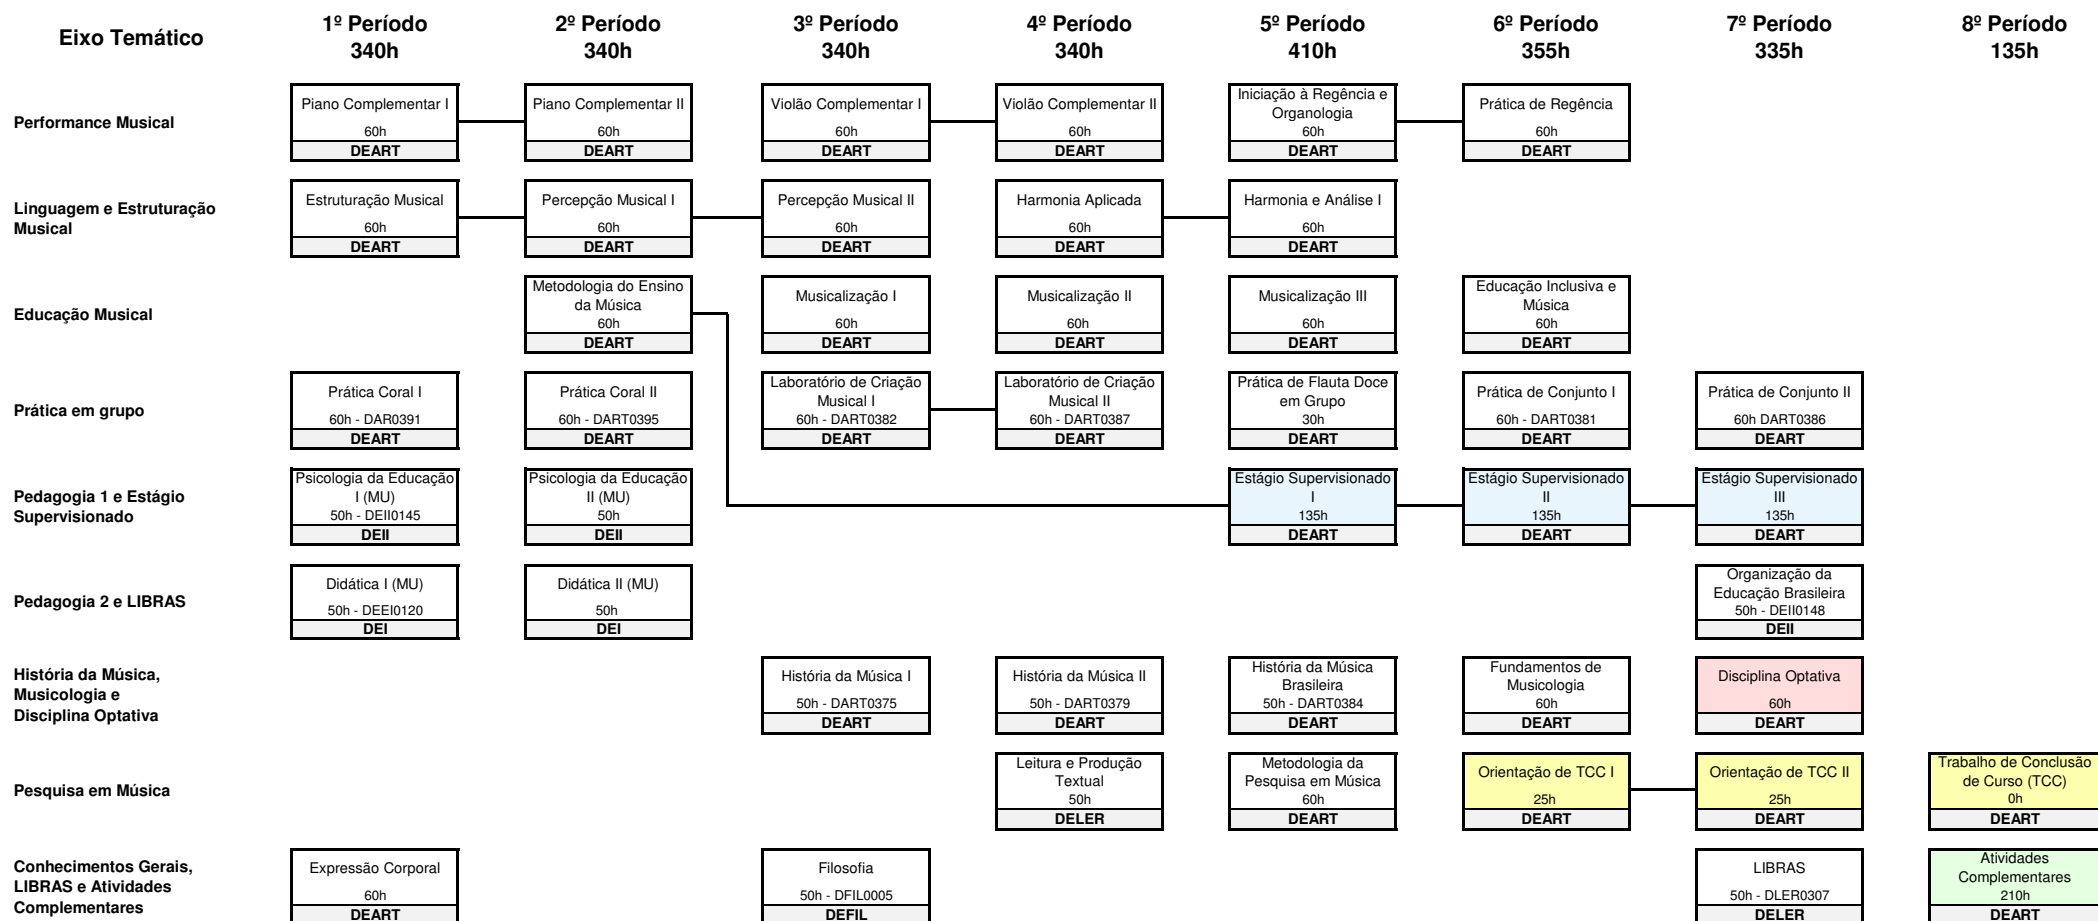 Eixo Temático
1º Período
340h
2º Período
340h
3º Período
340h
4º Período
340h
5º Período
410h
6º Período
355h
7º Período
335h
8º Período
135h
Performance Musical
Piano Complementar I
60h
DEART
Piano Complementar II
60h
DEART
Violão Complementar I
60h
DEART
Violão Complementar II
60h
DEART
Iniciação à Regência e
Organologia
60h
DEART
Prática de Regência
60h
DEART
Linguagem e Estruturação
Musical
Estruturação Musical
60h
DEART
Percepção Musical I
60h
DEART
Percepção Musical II
60h
DEART
Harmonia Aplicada
60h
DEART
Harmonia e Análise I
60h
DEART
Educação Musical
Metodologia do Ensino
da Música
60h
DEART
Musicalização I
60h
DEART
Musicalização II
60h
DEART
Musicalização III
60h
DEART
Educação Inclusiva e
Música
60h
DEART
Prática em grupo
Prática Coral I
60h - DAR0391
DEART
Prática Coral II
60h - DART0395
DEART
Laboratório de Criação
Musical I
60h - DART0382
DEART
Laboratório de Criação
Musical II
60h - DART0387
DEART
Prática de Flauta Doce
em Grupo
30h
DEART
Prática de Conjunto I
60h - DART0381
DEART
Prática de Conjunto II
60h DART0386
DEART
Pedagogia 1 e Estágio
Supervisionado
Psicologia da Educação
I (MU)
50h - DEII0145
DEII
Psicologia da Educação
II (MU)
50h
DEII
Estágio Supervisionado
I
135h
DEART
Estágio Supervisionado
II
135h
DEART
Estágio Supervisionado
III
135h
DEART
Pedagogia 2 e LIBRAS
Didática I (MU)
50h - DEEI0120
DEI
Didática II (MU)
50h
DEI
Organização da
Educação Brasileira
50h - DEII0148
DEII
História da Música,
Musicologia e
Disciplina Optativa
História da Música I
50h - DART0375
DEART
História da Música II
50h - DART0379
DEART
História da Música
Brasileira
50h - DART0384
DEART
Fundamentos de
Musicologia
60h
DEART
Disciplina Optativa
60h
DEART
Pesquisa em Música
Leitura e Produção
Textual
50h
DELER
Metodologia da
Pesquisa em Música
60h
DEART
Orientação de TCC I
25h
DEART
Orientação de TCC II
25h
DEART
Trabalho de Conclusão
de Curso (TCC)
0h
DEART
Conhecimentos Gerais,
LIBRAS e Atividades
Complementares
Expressão Corporal
60h
DEART
Filosofia
50h - DFIL0005
DEFIL
LIBRAS
50h - DLER0307
DELER
Atividades
Complementares
210h
DEART